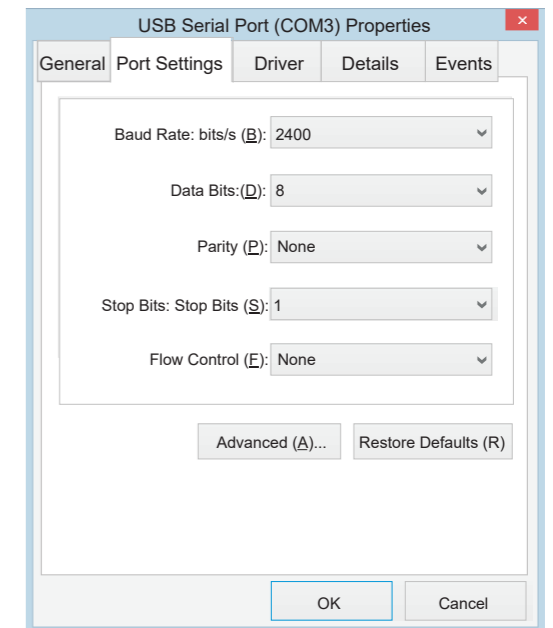 USB Serial Port (COM3) Properties
General Port Settings Driver Details Events
Baud Rate: bits/s (B): 2400
Data Bits:(D): 8
Parity (P): None
Stop Bits: Stop Bits (S): 1
Flow Control (F): None
Advanced (A)... Restore Defaults (R)
OK Cancel